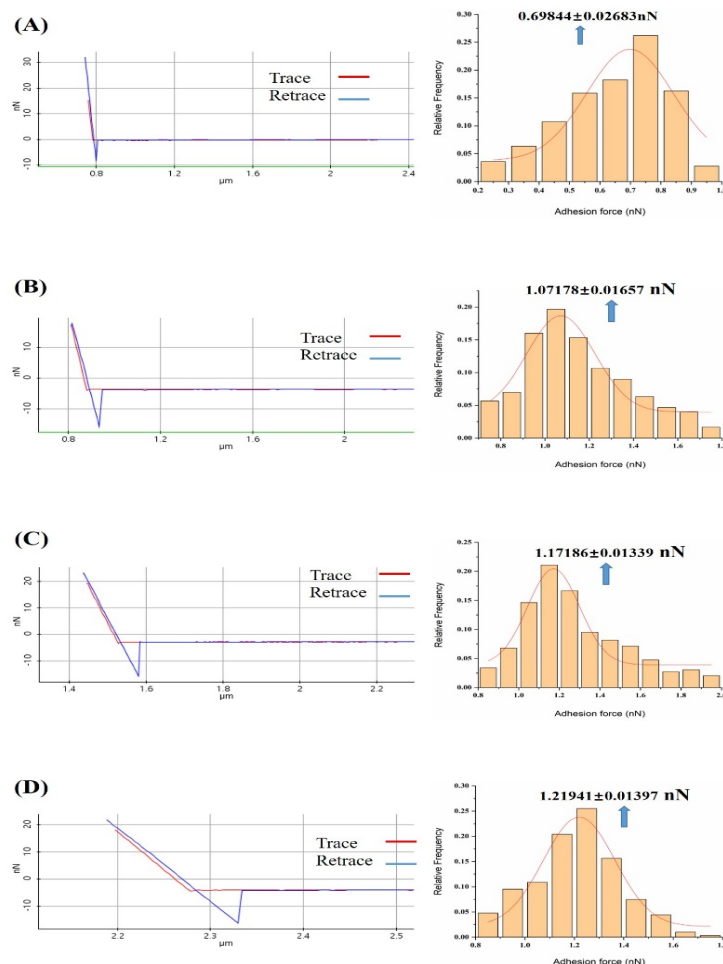 (A)
0.69844±0.02683nN
Trace
Retrace
30
20
10
0
-10
nN
0.8
1.2
1.6
2
2.4
µm
0.30
0.25
0.20
0.15
0.10
0.05
0.00
Relative Frequency
0.2
0.3
0.4
0.5
0.6
0.7
0.8
0.9
Adhesion force (nN)
(B)
1.07178±0.01657 nN
Trace
Retrace
10
0
-10
nN
0.8
1
1.2
1.4
1.6
1.8
2
µm
0.20
0.15
0.10
0.05
0.00
Relative Frequency
0.8
1.0
1.2
1.4
1.6
Adhesion force (nN)
(C)
1.17186±0.01339 nN
Trace
Retrace
20
10
0
-10
nN
1.4
1.6
1.8
2
2.2
µm
0.25
0.20
0.15
0.10
0.05
0.00
Relative Frequency
0.8
1.0
1.2
1.4
1.6
1.8
Adhesion force (nN)
(D)
1.21941±0.01397 nN
Trace
Retrace
20
10
0
-10
nN
2.2
2.3
2.4
2.5
µm
0.30
0.25
0.20
0.15
0.10
0.05
0.00
Relative Frequency
0.8
1.0
1.2
1.4
1.6
Adhesion force (nN)